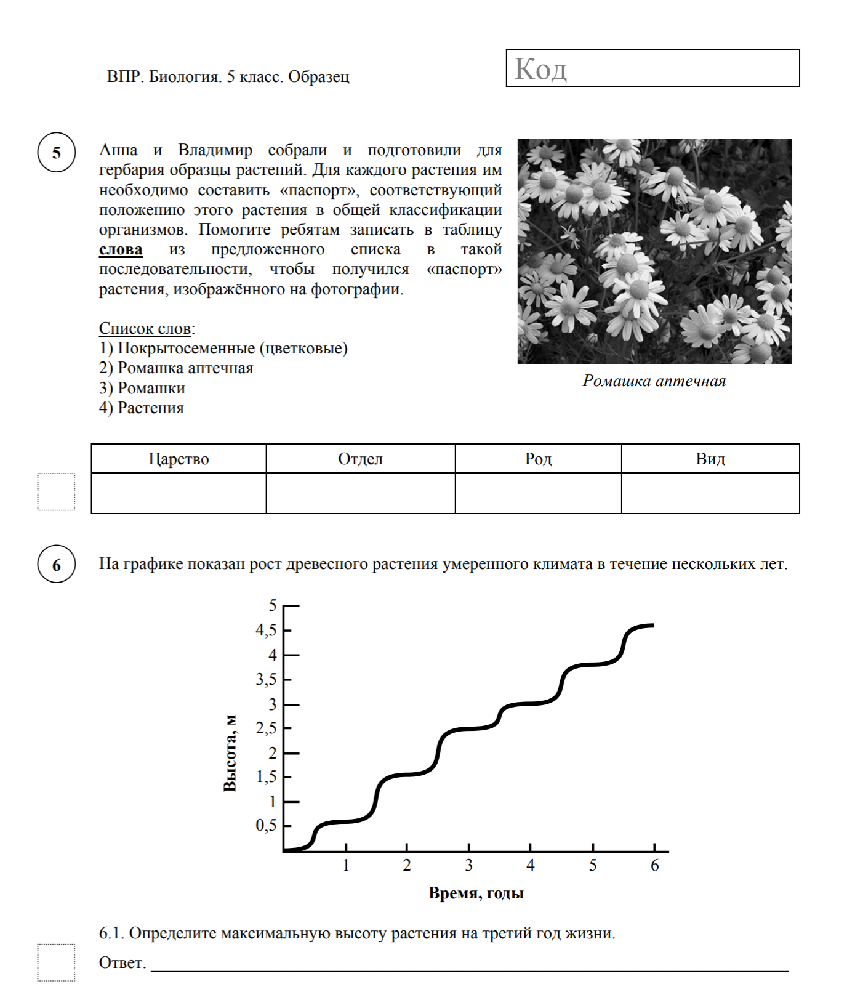 ВПР. Биология. 5 класс. Образец
Код
5
Анна и Владимир собрали и подготовили для
гербария образцы растений. Для каждого растения им
необходимо составить «паспорт», соответствующий
положению этого растения в общей классификации
организмов. Помогите ребятам записать в таблицу
слова из предложенного списка в такой
последовательности, чтобы получился «паспорт»
растения, изображённого на фотографии.
Список слов:
1) Покрытосеменные (цветковые)
2) Ромашка аптечная
3) Ромашки
4) Растения
Ромашка аптечная
Царство Отдел Род Вид
6
На графике показан рост древесного растения умеренного климата в течение нескольких лет.
5
4,5
4
3,5
3
2,5
2
1,5
1
0,5
Высота, м
1 2 3 4 5 6
Время, годы
6.1. Определите максимальную высоту растения на третий год жизни.
Ответ.